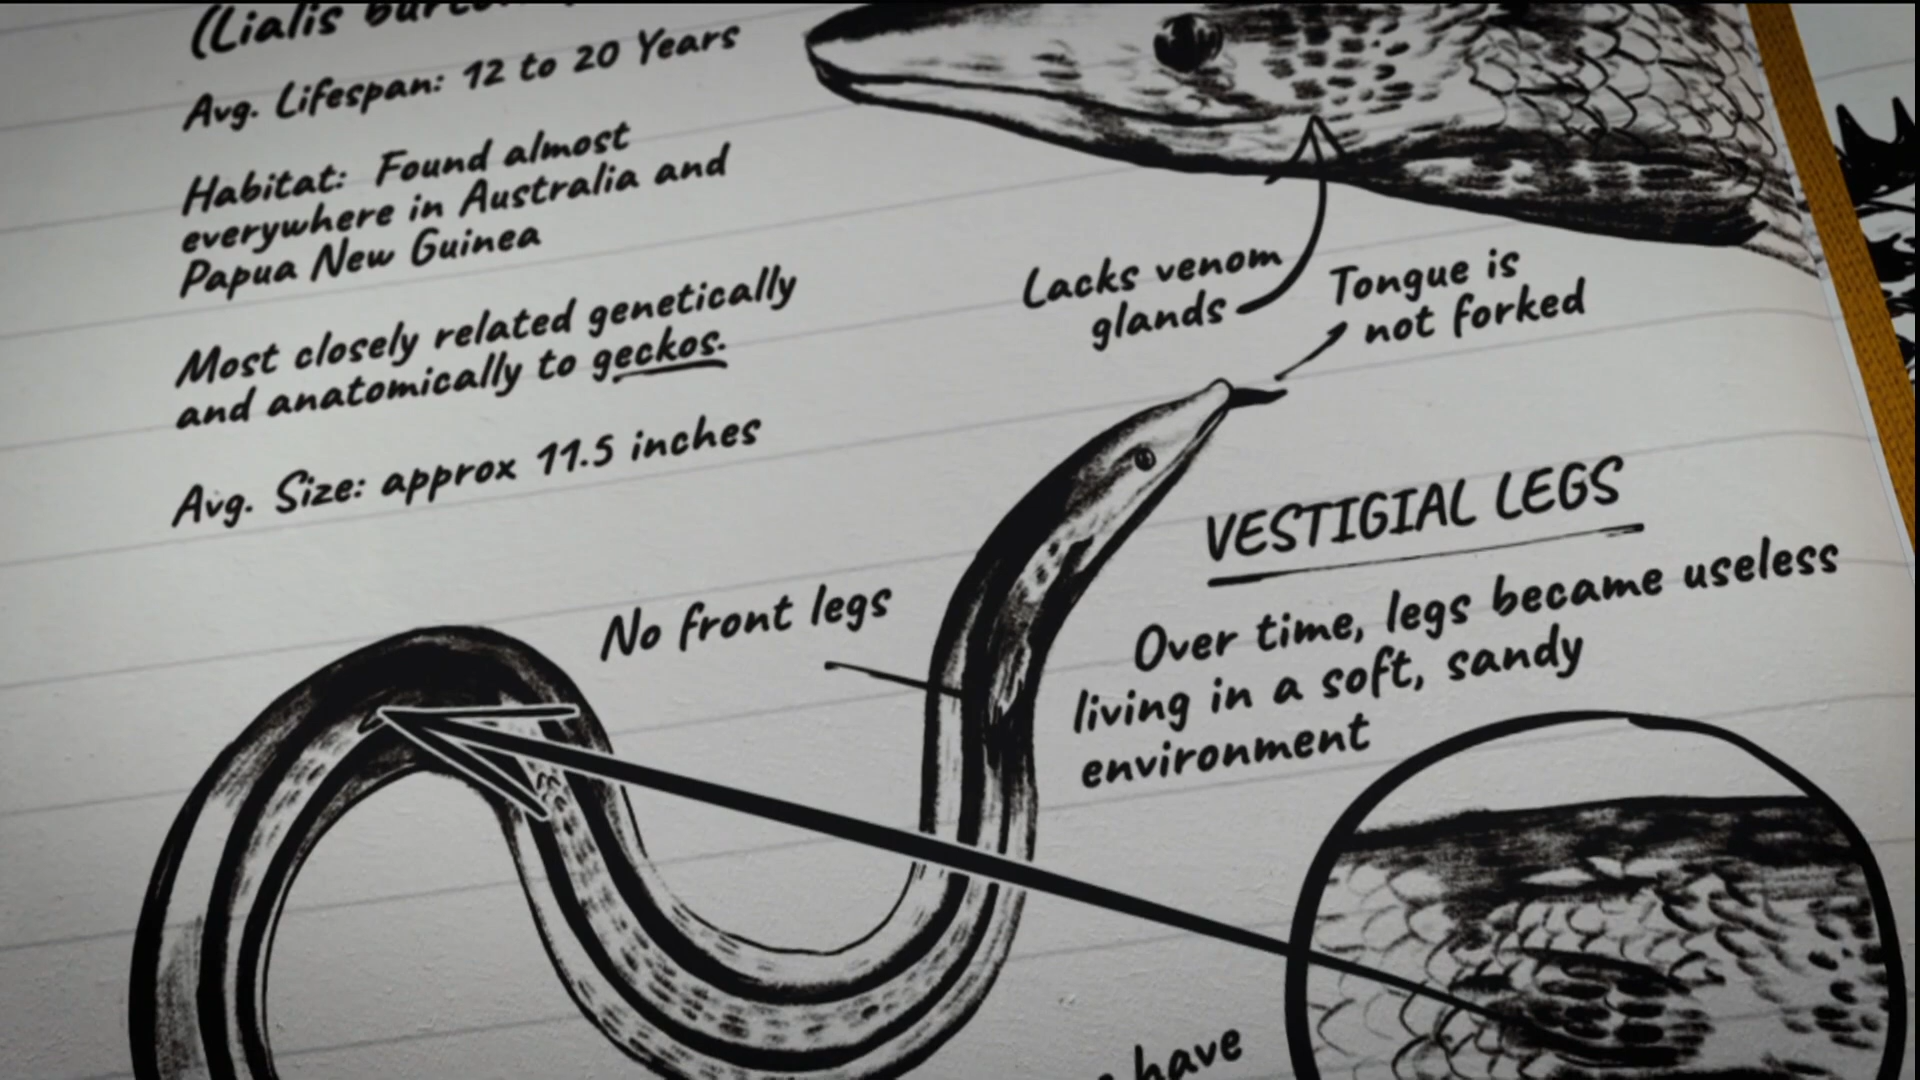 (Lialis
Avg. Lifespan: 12 to 20 Years
Habitat: Found almost
everywhere in Australia and
Papua New Guinea
Most closely related genetically
and anatomically to geckos.
Avg. Size: approx 11.5 inches
Lacks venom
glands
Tongue is
not forked
No front legs
VESTIGIAL LEGS
Over time, legs became useless
living in a soft, sandy
environment
have